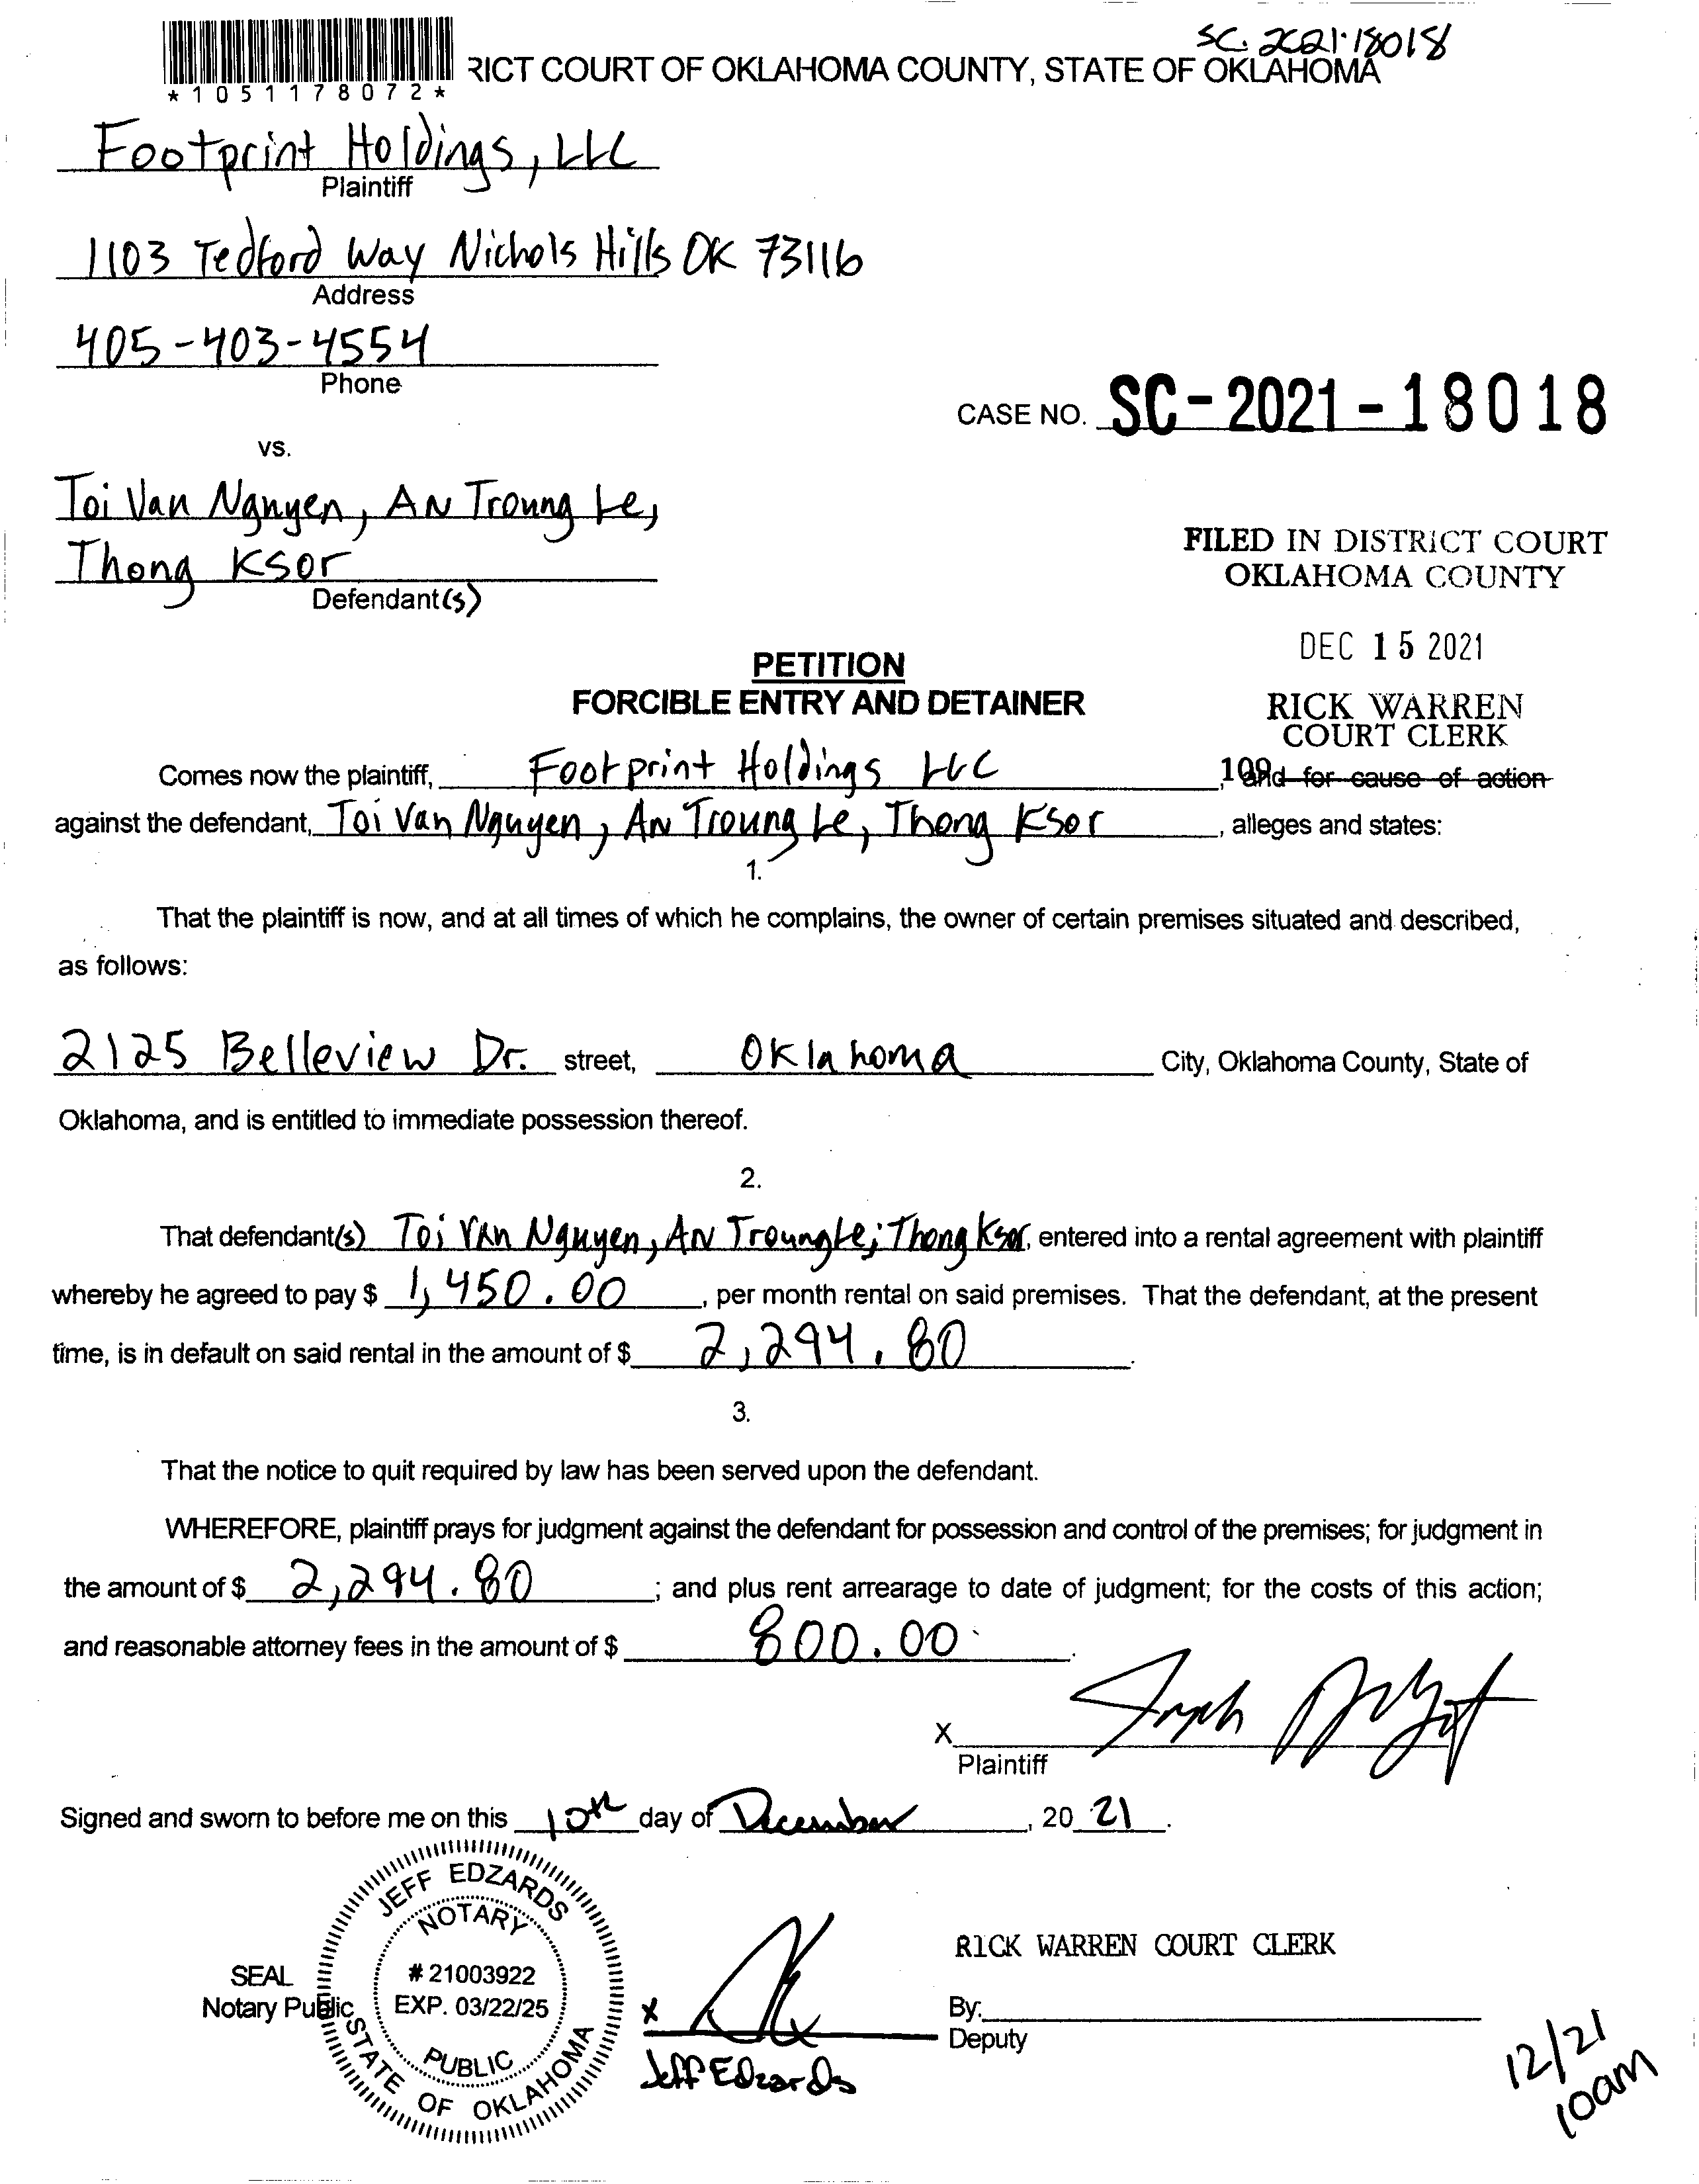 SC. 2021-18018
RICT COURT OF OKLAHOMA COUNTY, STATE OF OKLAHOMA
*1051178072*
Footprint Holdings, LLC
Plaintiff
1103 Tedford Way Nichols Hills OK 73116
Address
405-403-4554
Phone
CASE NO. SC-2021-18018
vs.
Toi Van Nguyen, AN Troung Le,
Thong Ksor
Defendant(s)
FILED IN DISTRICT COURT
OKLAHOMA COUNTY
DEC 15 2021
PETITION
FORCIBLE ENTRY AND DETAINER
RICK WARREN
COURT CLERK
Comes now the plaintiff, Footprint Holdings LLC, 109 for cause of action
against the defendant, Toi Van Nguyen, AN Troung Le, Thong Ksor, alleges and states:
1.
That the plaintiff is now, and at all times of which he complains, the owner of certain premises situated and described,
as follows:
2125 Belleview Dr. street, Oklahoma City, Oklahoma County, State of
Oklahoma, and is entitled to immediate possession thereof.
2.
That defendant(s) Toi Van Nguyen, AN Troung Le, Thong Ksor, entered into a rental agreement with plaintiff
whereby he agreed to pay $ 1,450.00, per month rental on said premises. That the defendant, at the present
time, is in default on said rental in the amount of $ 2,294.80.
3.
That the notice to quit required by law has been served upon the defendant.
WHEREFORE, plaintiff prays for judgment against the defendant for possession and control of the premises; for judgment in
the amount of $ 2,294.80; and plus rent arrearage to date of judgment; for the costs of this action;
and reasonable attorney fees in the amount of $ 800.00.
X
Plaintiff
Signed and sworn to before me on this 10th day of December, 2021.
JEFF EDZARDS
NOTARY
# 21003922
EXP. 03/22/25
PUBLIC
STATE OF OKLAHOMA
SEAL
Notary Public
x
Jeff Edzards
RICK WARREN COURT CLERK
By:
Deputy
12/21
10am